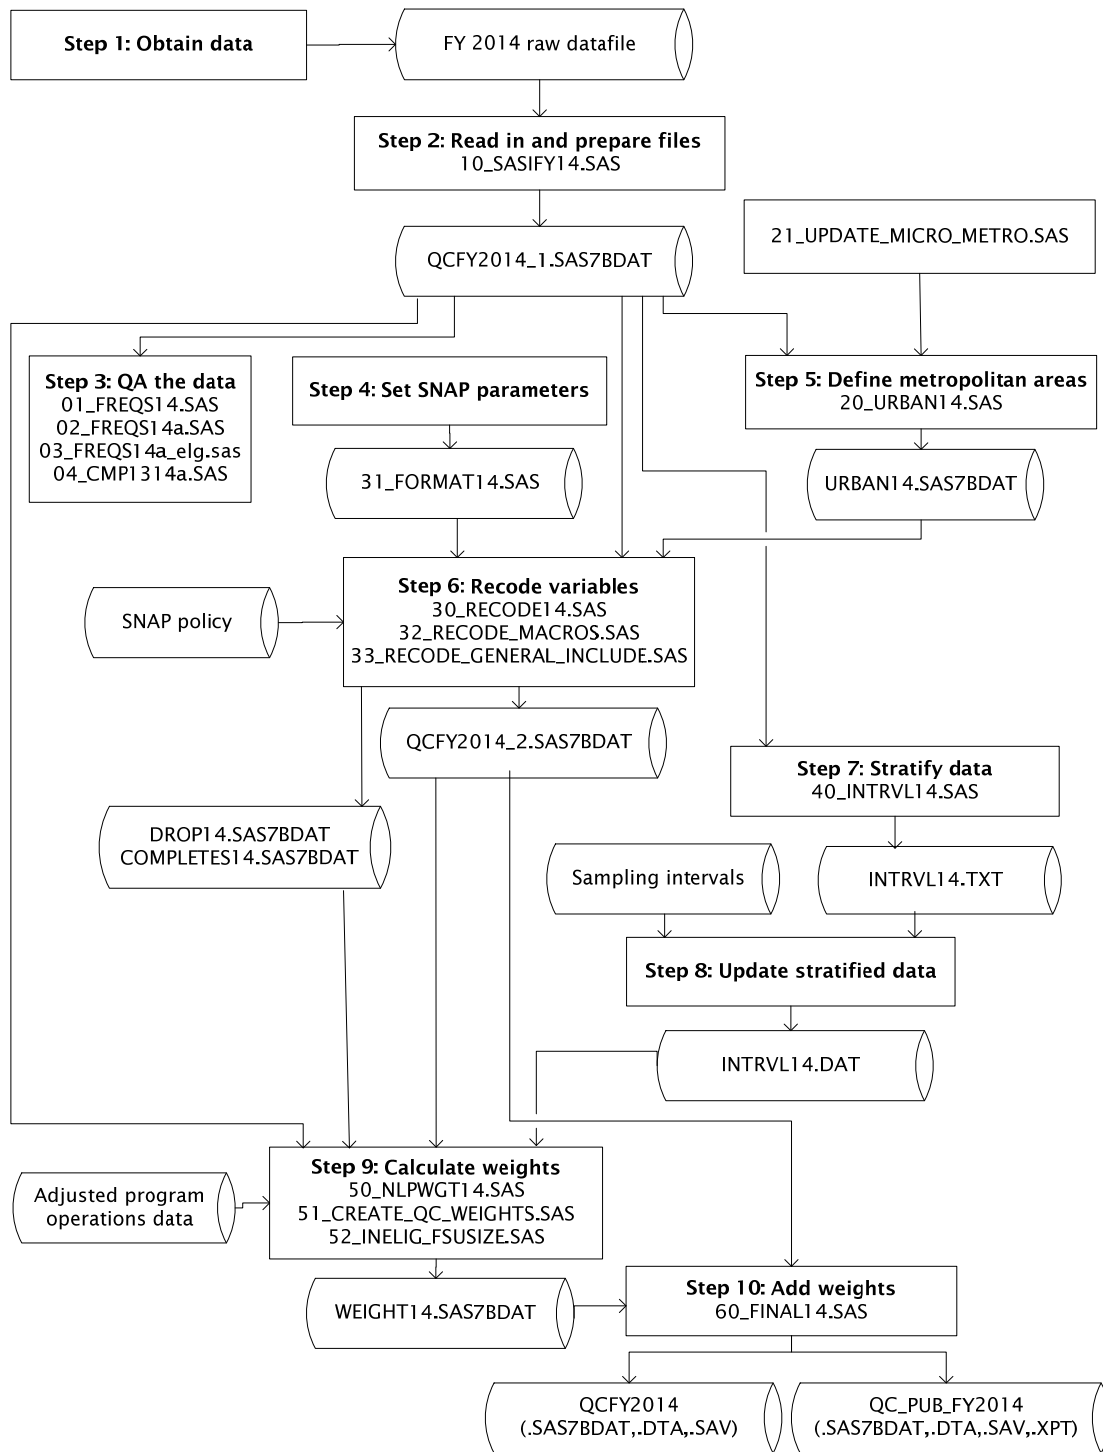 Step 1: Obtain data
FY 2014 raw datafile
Step 2: Read in and prepare files
10_SASIFY14.SAS
21_UPDATE_MICRO_METRO.SAS
QCFY2014_1.SAS7BDAT
Step 3: QA the data
01_FREQS14.SAS
02_FREQS14a.SAS
03_FREQS14a_elg.sas
04_CMP1314a.SAS
Step 4: Set SNAP parameters
Step 5: Define metropolitan areas
20_URBAN14.SAS
31_FORMAT14.SAS
URBAN14.SAS7BDAT
Step 6: Recode variables
30_RECODE14.SAS
32_RECODE_MACROS.SAS
33_RECODE_GENERAL_INCLUDE.SAS
SNAP policy
QCFY2014_2.SAS7BDAT
Step 7: Stratify data
40_INTRVL14.SAS
DROP14.SAS7BDAT
COMPLETES14.SAS7BDAT
Sampling intervals
INTRVL14.TXT
Step 8: Update stratified data
INTRVL14.DAT
Step 9: Calculate weights
50_NLPWGT14.SAS
51_CREATE_QC_WEIGHTS.SAS
52_INELIG_FSUSIZE.SAS
Adjusted program
operations data
WEIGHT14.SAS7BDAT
Step 10: Add weights
60_FINAL14.SAS
QCFY2014
(.SAS7BDAT,.DTA,.SAV)
QC_PUB_FY2014
(.SAS7BDAT,.DTA,.SAV,.XPT)